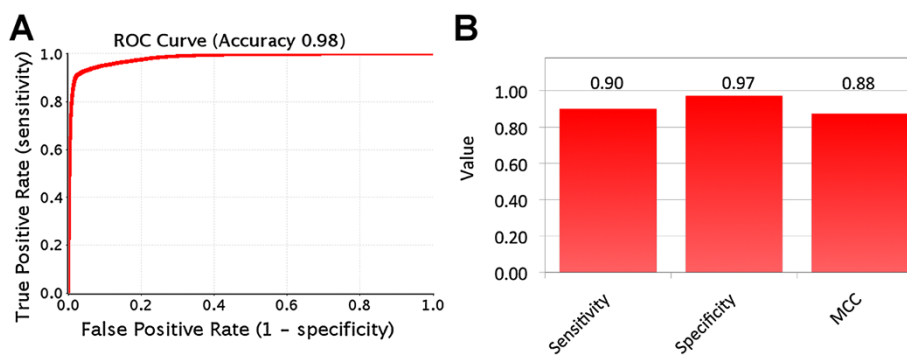 A
ROC Curve (Accuracy 0.98)
True Positive Rate (sensitivity)
1.0
0.8
0.6
0.4
0.2
0.0
0.0 0.2 0.4 0.6 0.8 1.0
False Positive Rate (1 – specificity)
B
Value
1.00
0.80
0.60
0.40
0.20
0.00
0.90 0.97 0.88
Sensitivity
Specificity
MCC